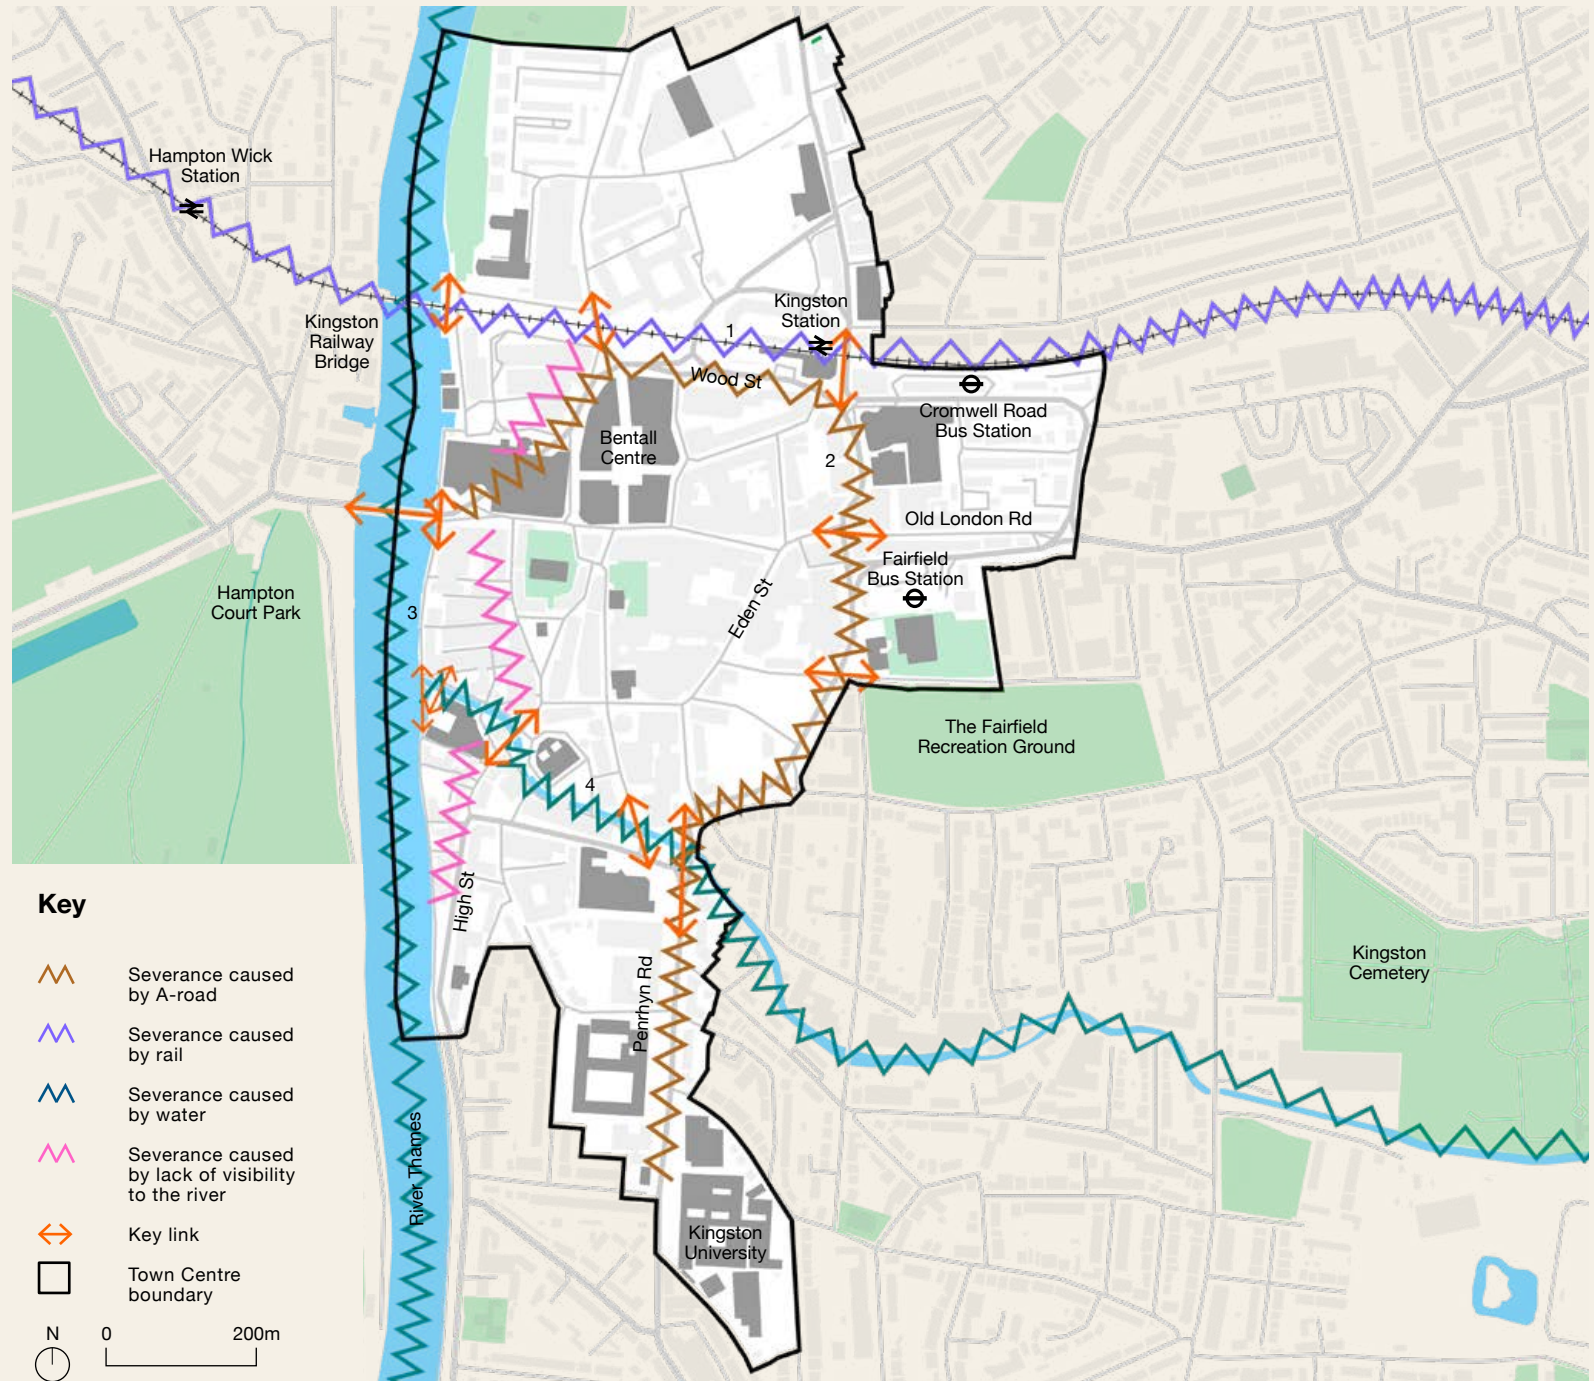 Hampton Wick
Station
Kingston
Railway
Bridge
Kingston
Station
1
Wood St
Cromwell Road
Bus Station
Bentall
Centre
2
Old London Rd
Fairfield
Bus Station
Eden St
Hampton
Court Park
3
The Fairfield
Recreation Ground
4
High St
Penrhyn Rd
Kingston
Cemetery
River Thames
Kingston
University
Key
Severance caused
by A-road
Severance caused
by rail
Severance caused
by water
Severance caused
by lack of visibility
to the river
Key link
Town Centre
boundary
N 0 200m